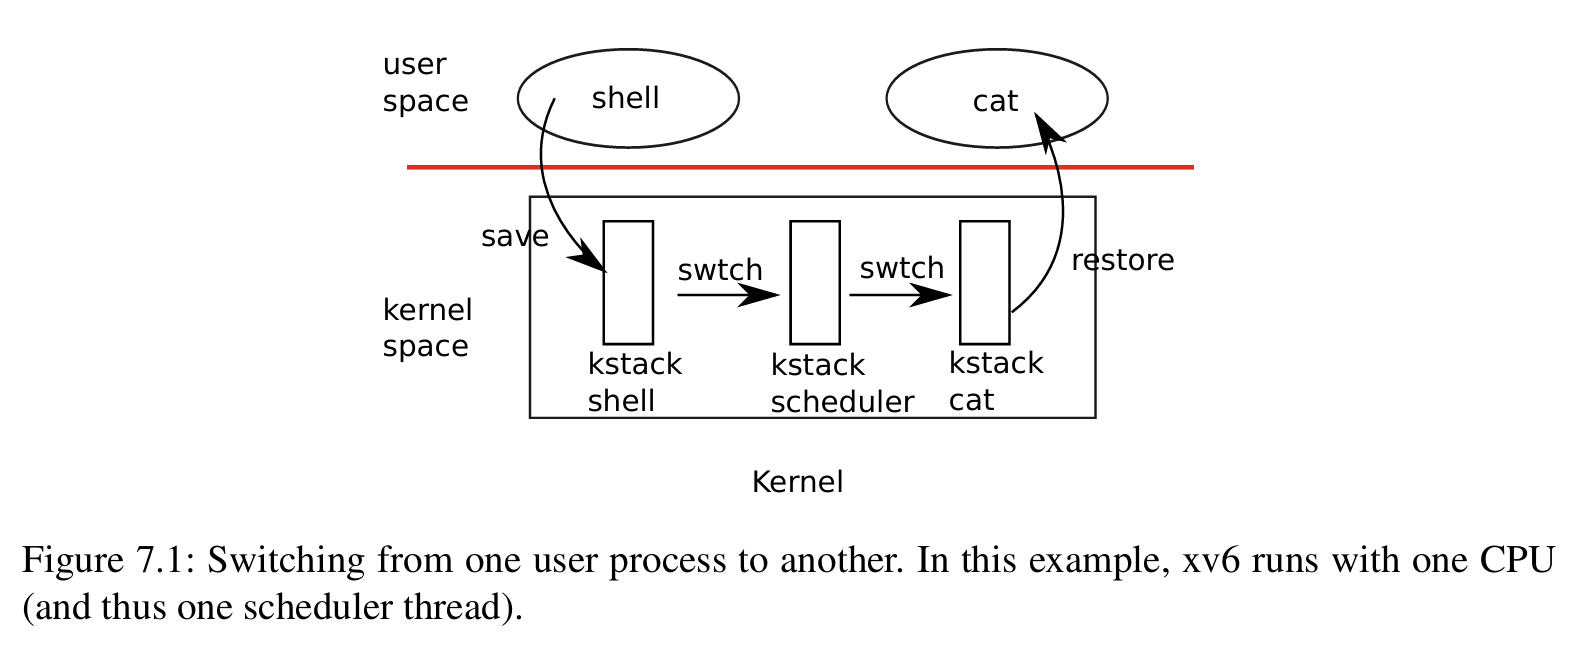 user
space
shell
cat
save
swtch
swtch
restore
kernel
space
kstack
shell
kstack
scheduler
kstack
cat
Kernel
Figure 7.1: Switching from one user process to another. In this example, xv6 runs with one CPU
(and thus one scheduler thread).